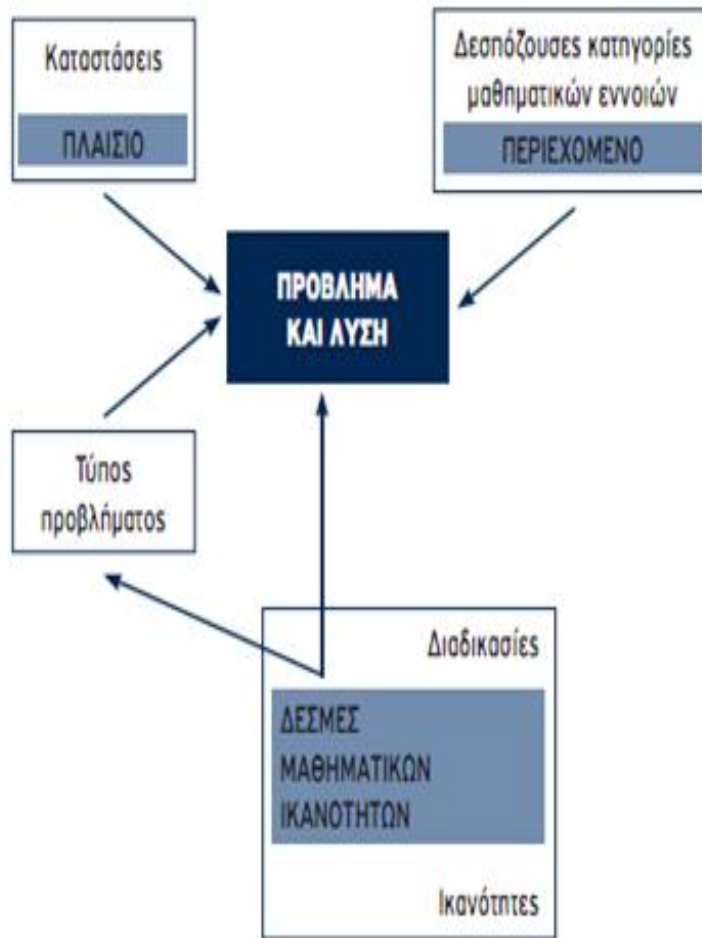 Καταστάσεις
ΠΛΑΙΣΙΟ
Δεσπόζουσες κατηγορίες
μαθηματικών εννοιών
ΠΕΡΙΕΧΟΜΕΝΟ
ΠΡΟΒΛΗΜΑ
ΚΑΙ ΛΥΣΗ
Τύπος
προβλήματος
Διαδικασίες
ΔΕΣΜΕΣ
ΜΑΘΗΜΑΤΙΚΩΝ
ΙΚΑΝΟΤΗΤΩΝ
Ικανότητες